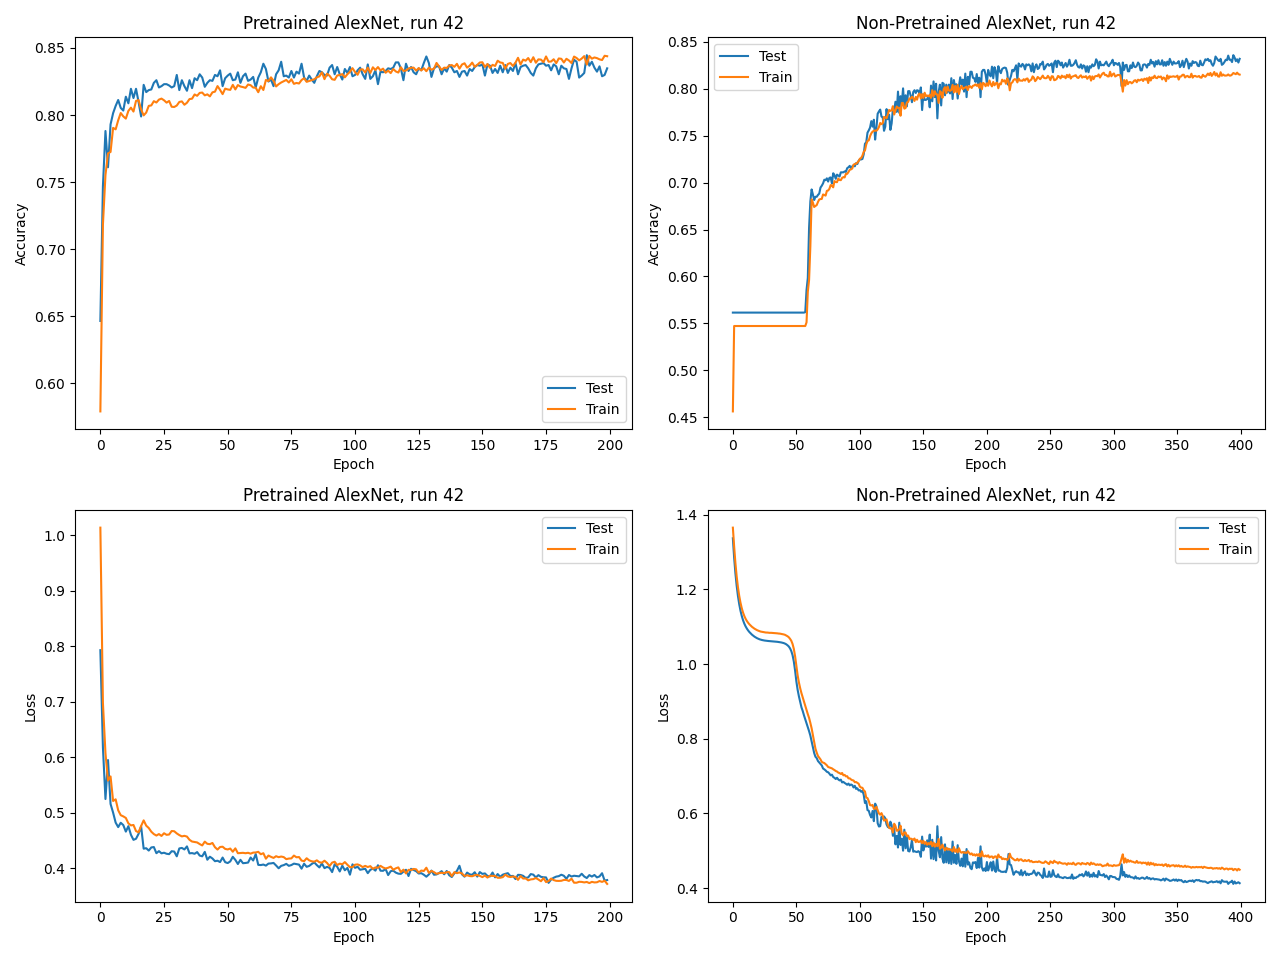 Pretrained AlexNet, run 42
0.85
0.80
0.75
0.70
0.65
0.60
Accuracy
Test
Train
0 25 50 75 100 125 150 175 200
Epoch
Non-Pretrained AlexNet, run 42
0.85
0.80
0.75
0.70
0.65
0.60
0.55
0.50
0.45
Accuracy
Test
Train
0 50 100 150 200 250 300 350 400
Epoch
Pretrained AlexNet, run 42
1.0
0.9
0.8
0.7
0.6
0.5
0.4
Loss
Test
Train
0 25 50 75 100 125 150 175 200
Epoch
Non-Pretrained AlexNet, run 42
1.4
1.2
1.0
0.8
0.6
0.4
Loss
Test
Train
0 50 100 150 200 250 300 350 400
Epoch